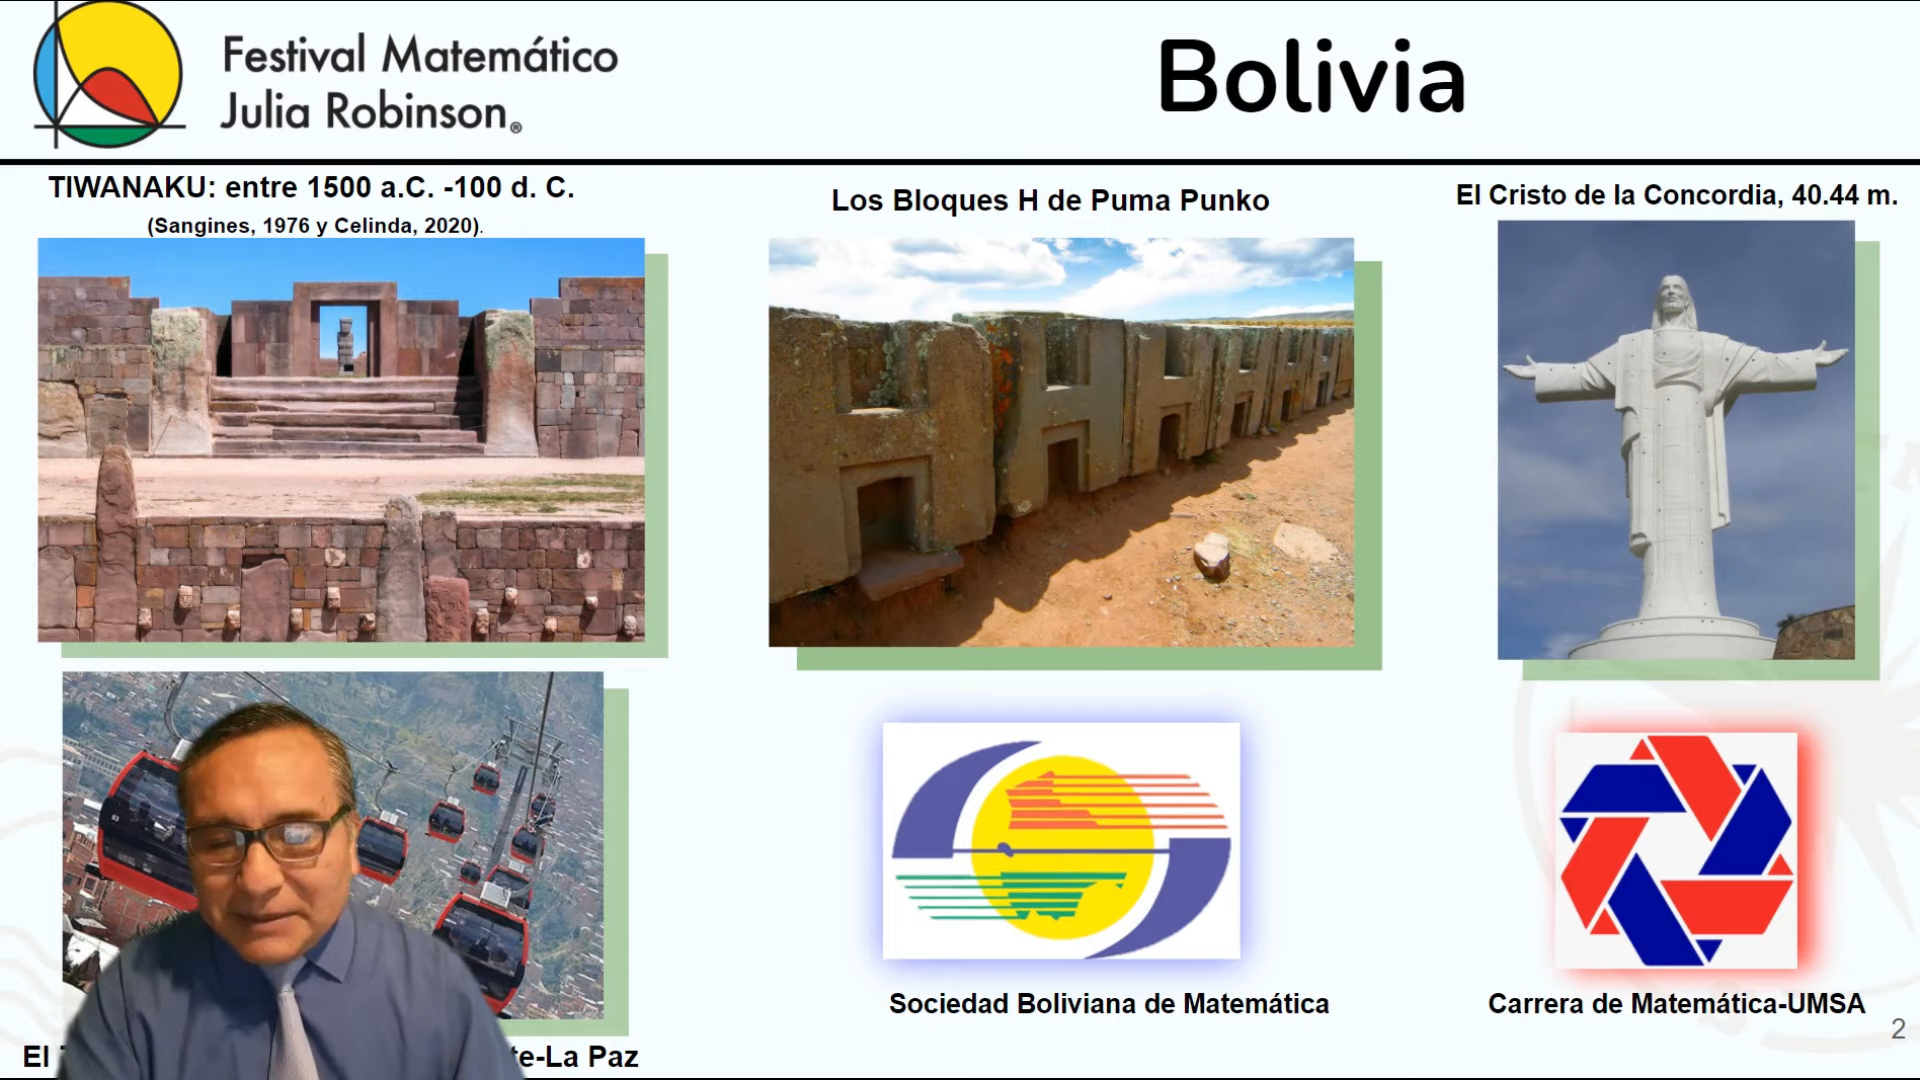 Festival Matemático
Julia Robinson®
Bolivia
TIWANAKU: entre 1500 a.C. -100 d. C.
(Sangines, 1976 y Celinda, 2020).
Los Bloques H de Puma Punko
El Cristo de la Concordia, 40.44 m.
Sociedad Boliviana de Matemática
Carrera de Matemática-UMSA
2
El
te-La Paz